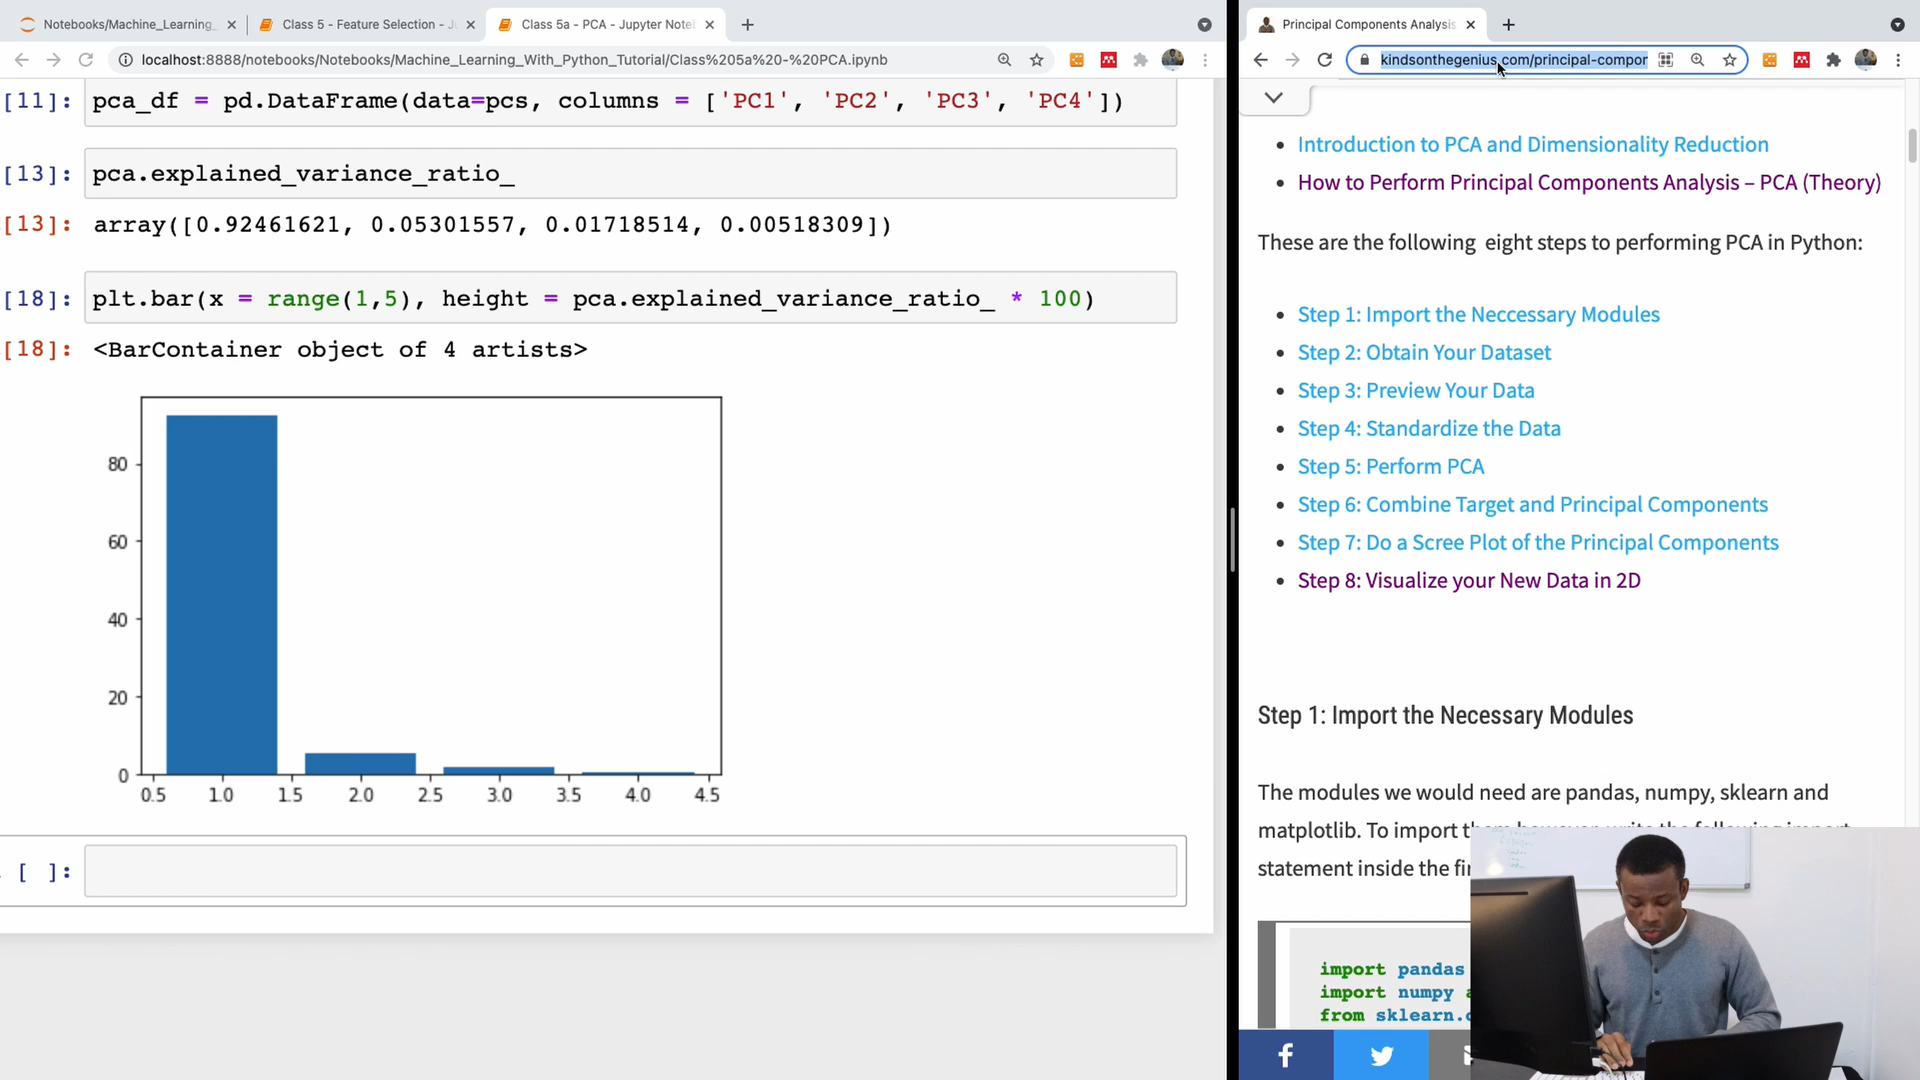 Notebooks/Machine_Learning_
Class 5 - Feature Selection - Ju
Class 5a - PCA - Jupyter Note
localhost:8888/notebooks/Notebooks/Machine_Learning_With_Python_Tutorial/Class%205a%20-%20PCA.ipynb
[11]: pca_df = pd.DataFrame(data=pcs, columns = ['PC1', 'PC2', 'PC3', 'PC4'])
[13]: pca.explained_variance_ratio_
[13]: array([0.92461621, 0.05301557, 0.01718514, 0.00518309])
[18]: plt.bar(x = range(1,5), height = pca.explained_variance_ratio_ * 100)
[18]: <BarContainer object of 4 artists>
80
60
40
20
0
0.5 1.0 1.5 2.0 2.5 3.0 3.5 4.0 4.5
[ ]:
Principal Components Analysis
kindsonthegenius.com/principal-compor
Introduction to PCA and Dimensionality Reduction
How to Perform Principal Components Analysis – PCA (Theory)
These are the following eight steps to performing PCA in Python:
Step 1: Import the Neccessary Modules
Step 2: Obtain Your Dataset
Step 3: Preview Your Data
Step 4: Standardize the Data
Step 5: Perform PCA
Step 6: Combine Target and Principal Components
Step 7: Do a Scree Plot of the Principal Components
Step 8: Visualize your New Data in 2D
Step 1: Import the Necessary Modules
The modules we would need are pandas, numpy, sklearn and
matplotlib. To import
statement inside the
import pandas
import numpy
from sklearn.